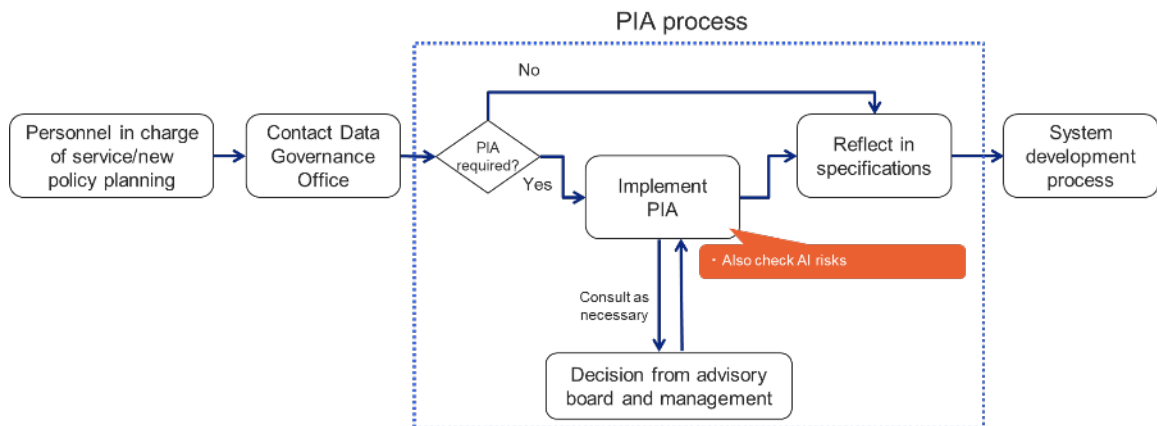 PIA process
No
Personnel in charge
of service/new
policy planning
Contact Data
Governance
Office
PIA
required?
Yes
Implement
PIA
Reflect in
specifications
System
development
process
・Also check AI risks
Consult as
necessary
Decision from advisory
board and management